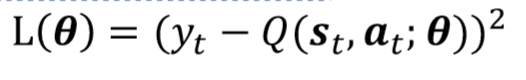 L(θ) = (yₜ − Q(sₜ, aₜ; θ))²